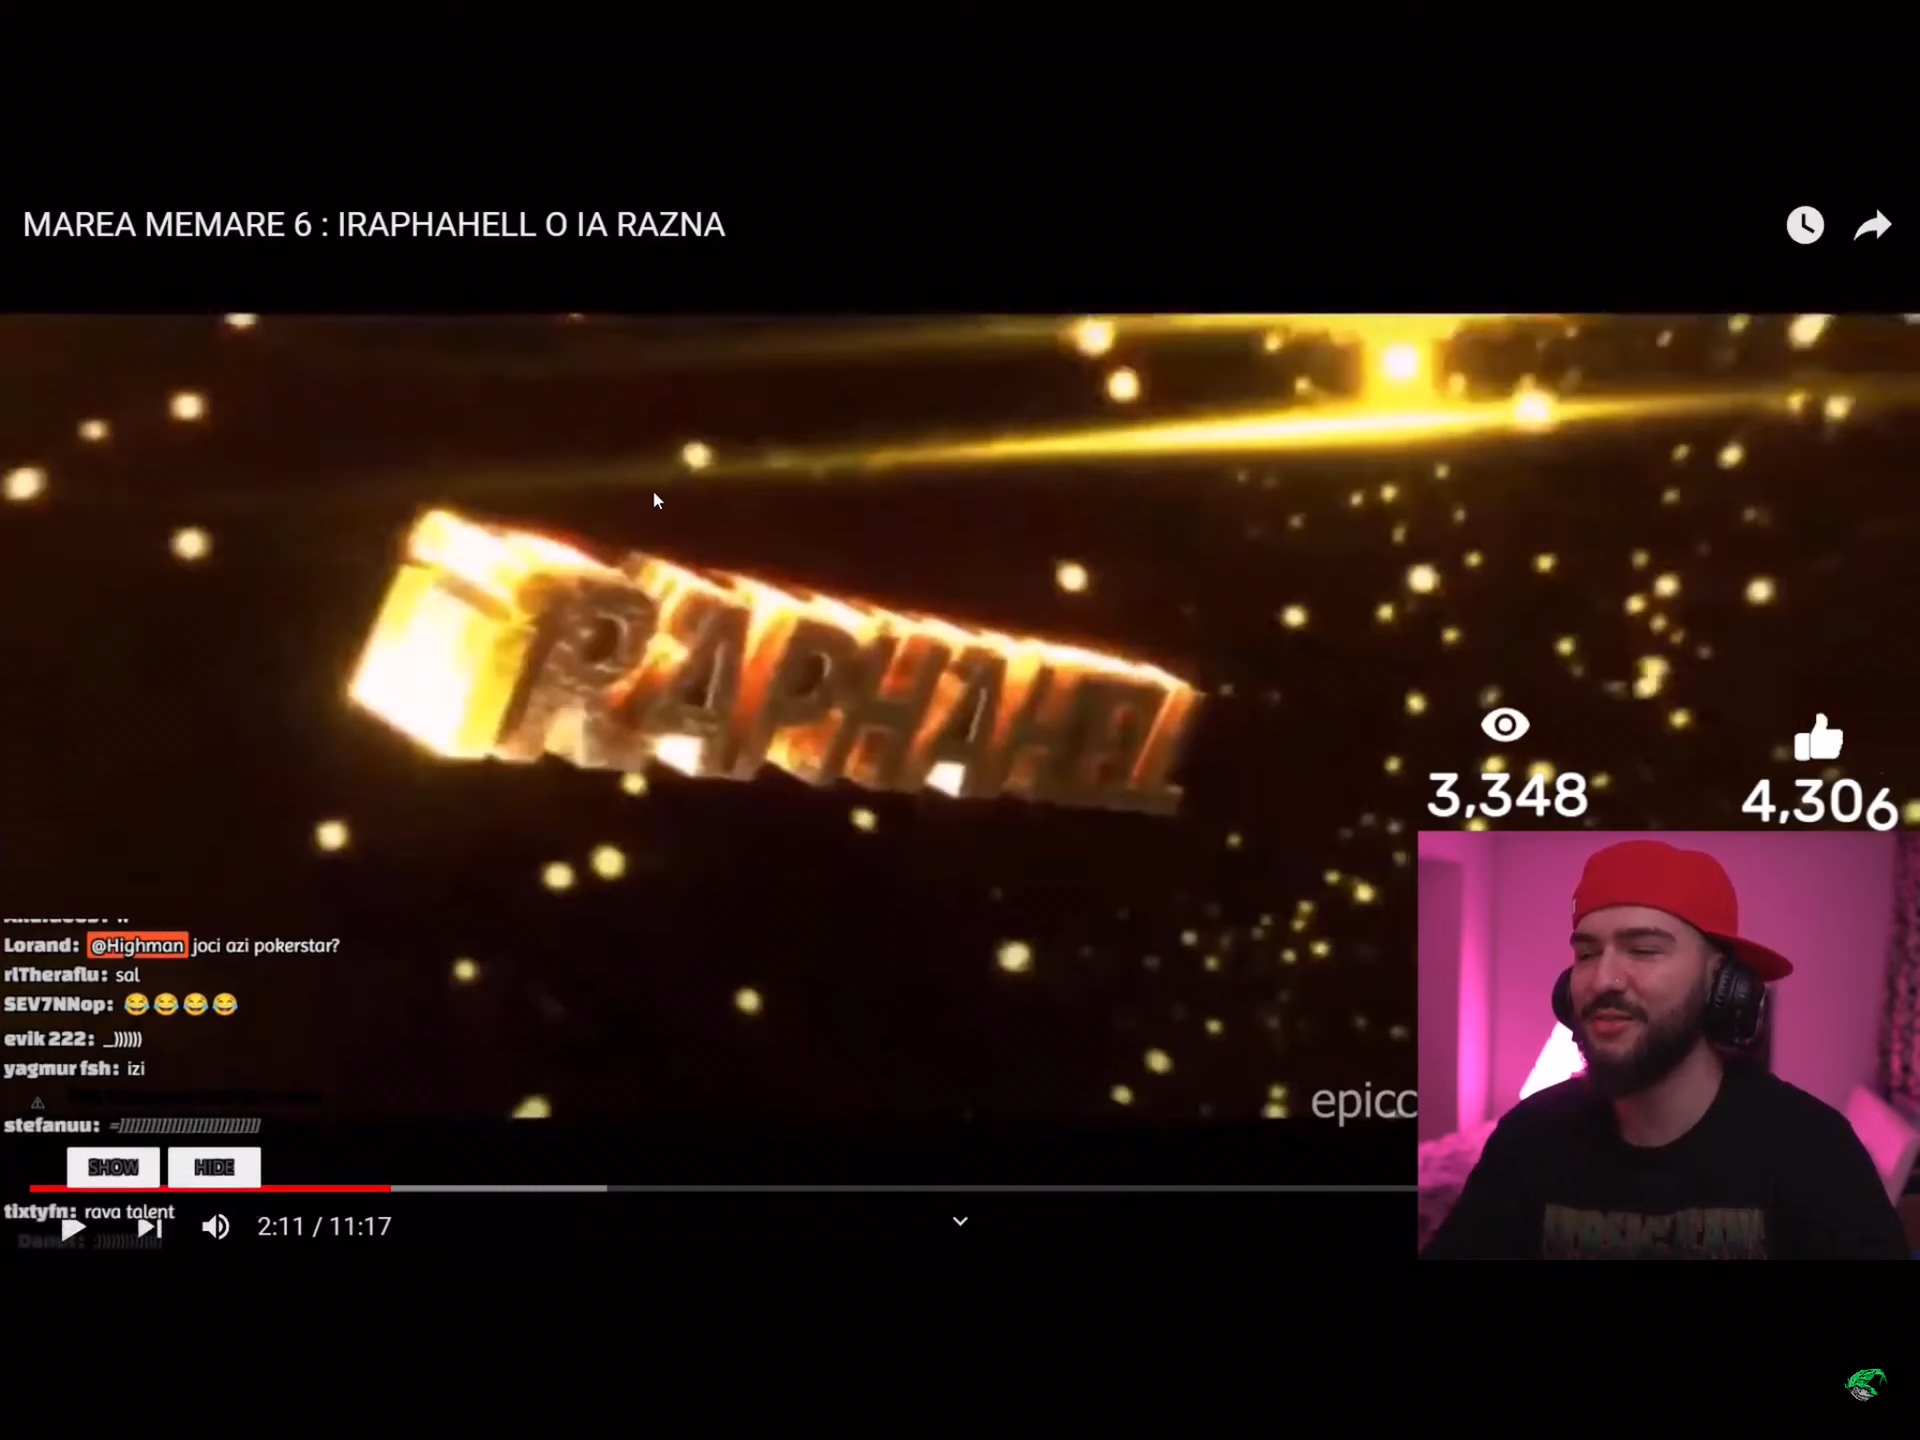 MAREA MEMARE 6 : IRAPHAHELL O IA RAZNA
RAPHAHEL
3,348
4,306
Lorand: @Highman joci azi pokerstar?
rlTheraflu: sal
SEV7NNop: 😂😂😂😂
evik 222: _))))))
yagmur fsh: izi
epicc
stefanuu:
SHOW HIDE
tixtyfn: rava talent
2:11 / 11:17